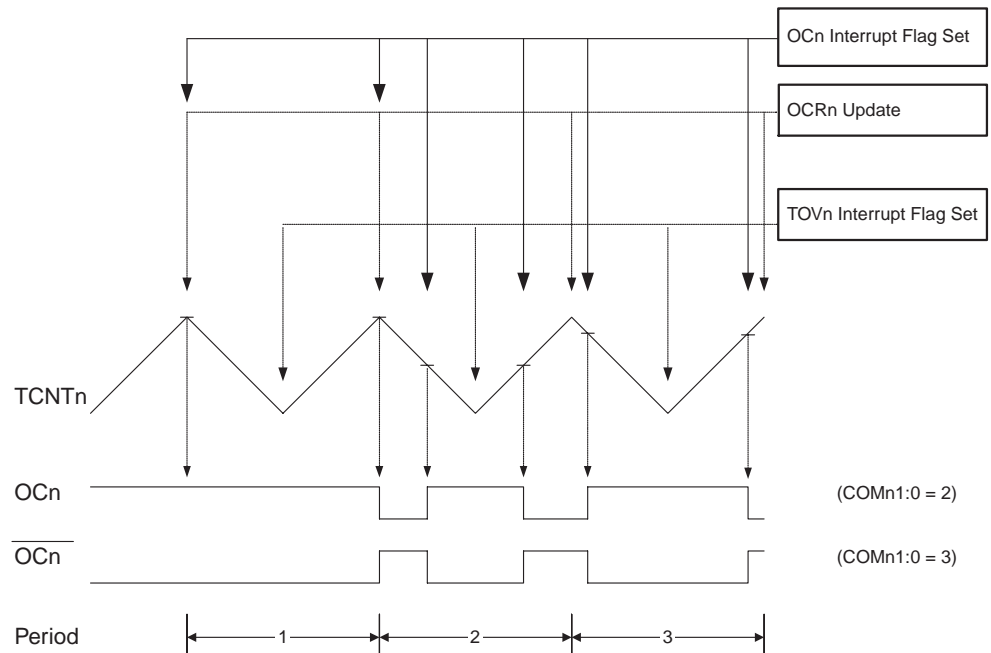 OCn Interrupt Flag Set
OCRn Update
TOVn Interrupt Flag Set
TCNTn
OCn (COMn1:0 = 2)
OCn (COMn1:0 = 3)
Period 1 2 3